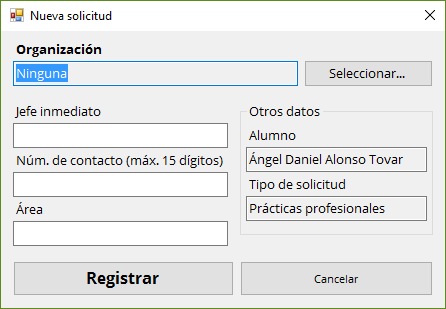 Nueva solicitud
Organización
Ninguna
Seleccionar...
Jefe inmediato
Núm. de contacto (máx. 15 dígitos)
Área
Otros datos
Alumno
Ángel Daniel Alonso Tovar
Tipo de solicitud
Prácticas profesionales
Registrar
Cancelar